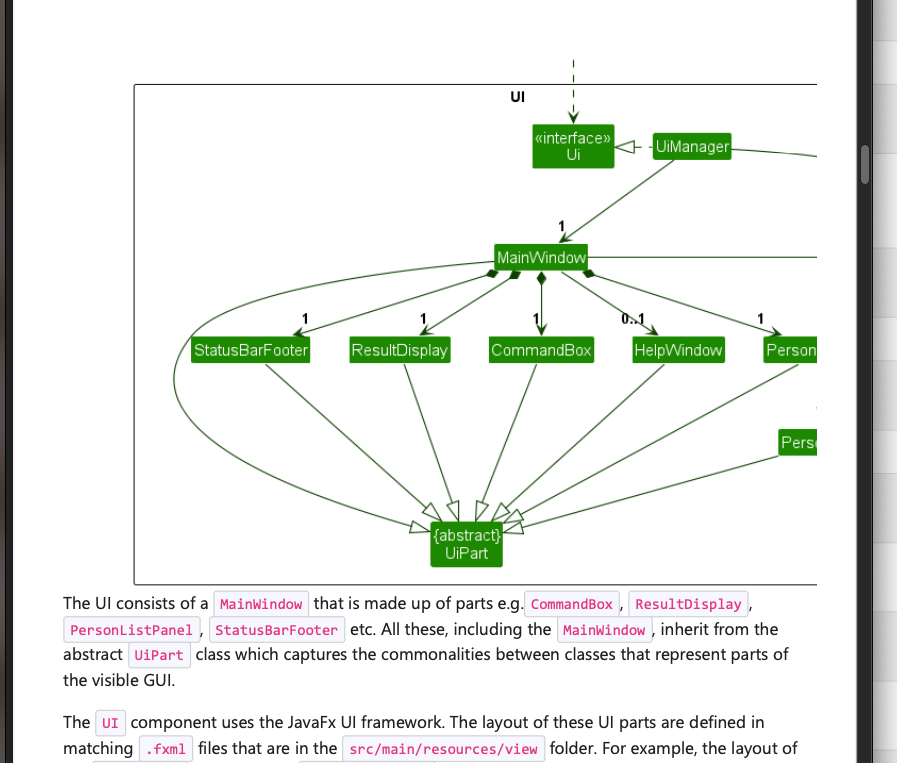 UI
«interface»
Ui
UiManager
1
MainWindow
1 1 1 0..1 1
StatusBarFooter ResultDisplay CommandBox HelpWindow Person
Pers
{abstract}
UiPart
The UI consists of a MainWindow that is made up of parts e.g. CommandBox , ResultDisplay ,
PersonListPanel , StatusBarFooter etc. All these, including the MainWindow , inherit from the
abstract UiPart class which captures the commonalities between classes that represent parts of
the visible GUI.
The UI component uses the JavaFx UI framework. The layout of these UI parts are defined in
matching .fxml files that are in the src/main/resources/view folder. For example, the layout of